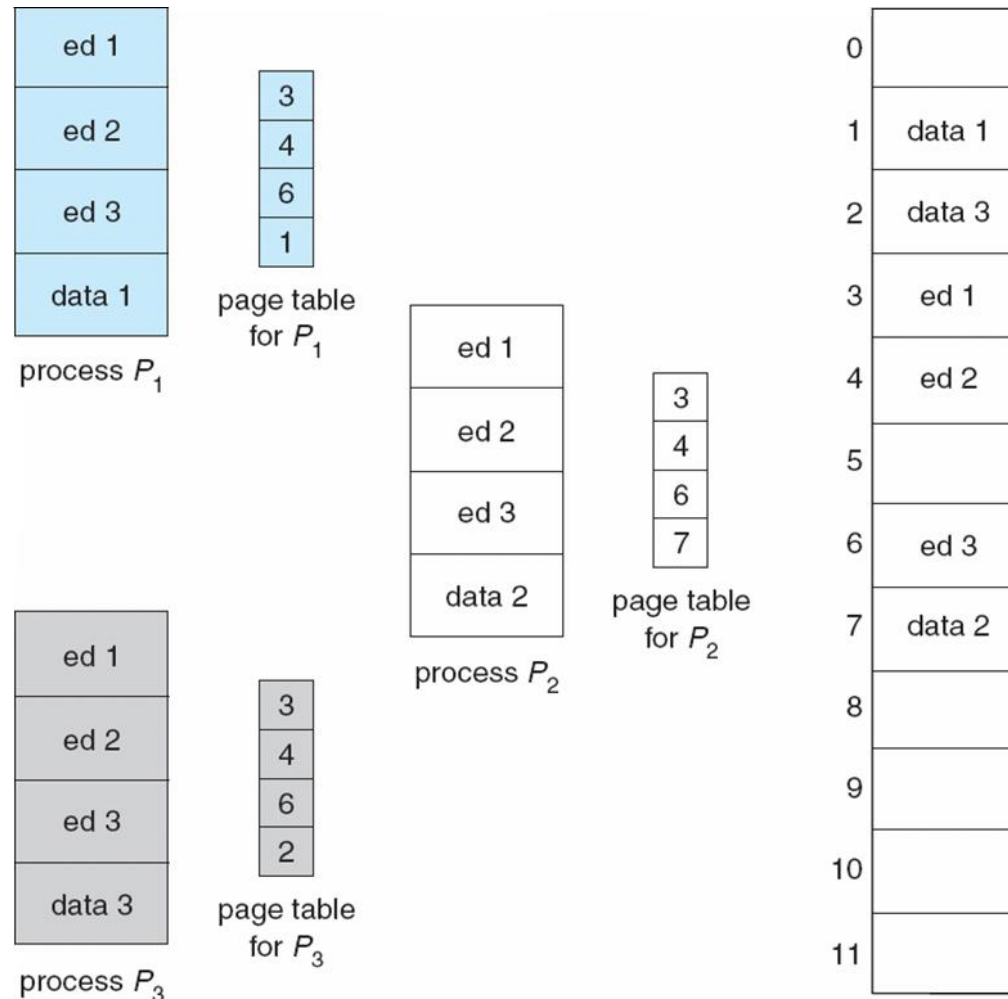 ed 1
ed 2
ed 3
data 1
process P1
3
4
6
1
page table
for P1
ed 1
ed 2
ed 3
data 2
process P2
3
4
6
7
page table
for P2
ed 1
ed 2
ed 3
data 3
process P3
3
4
6
2
page table
for P3
0
1 data 1
2 data 3
3 ed 1
4 ed 2
5
6 ed 3
7 data 2
8
9
10
11